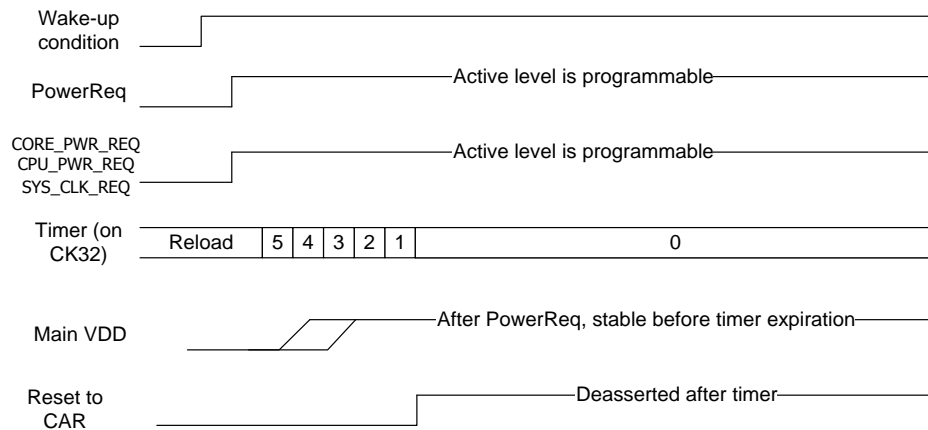 Wake-up
condition
PowerReq
Active level is programmable
CORE_PWR_REQ
CPU_PWR_REQ
SYS_CLK_REQ
Active level is programmable
Timer (on
CK32)
Reload 5 4 3 2 1 0
Main VDD
After PowerReq, stable before timer expiration
Reset to
CAR
Deasserted after timer